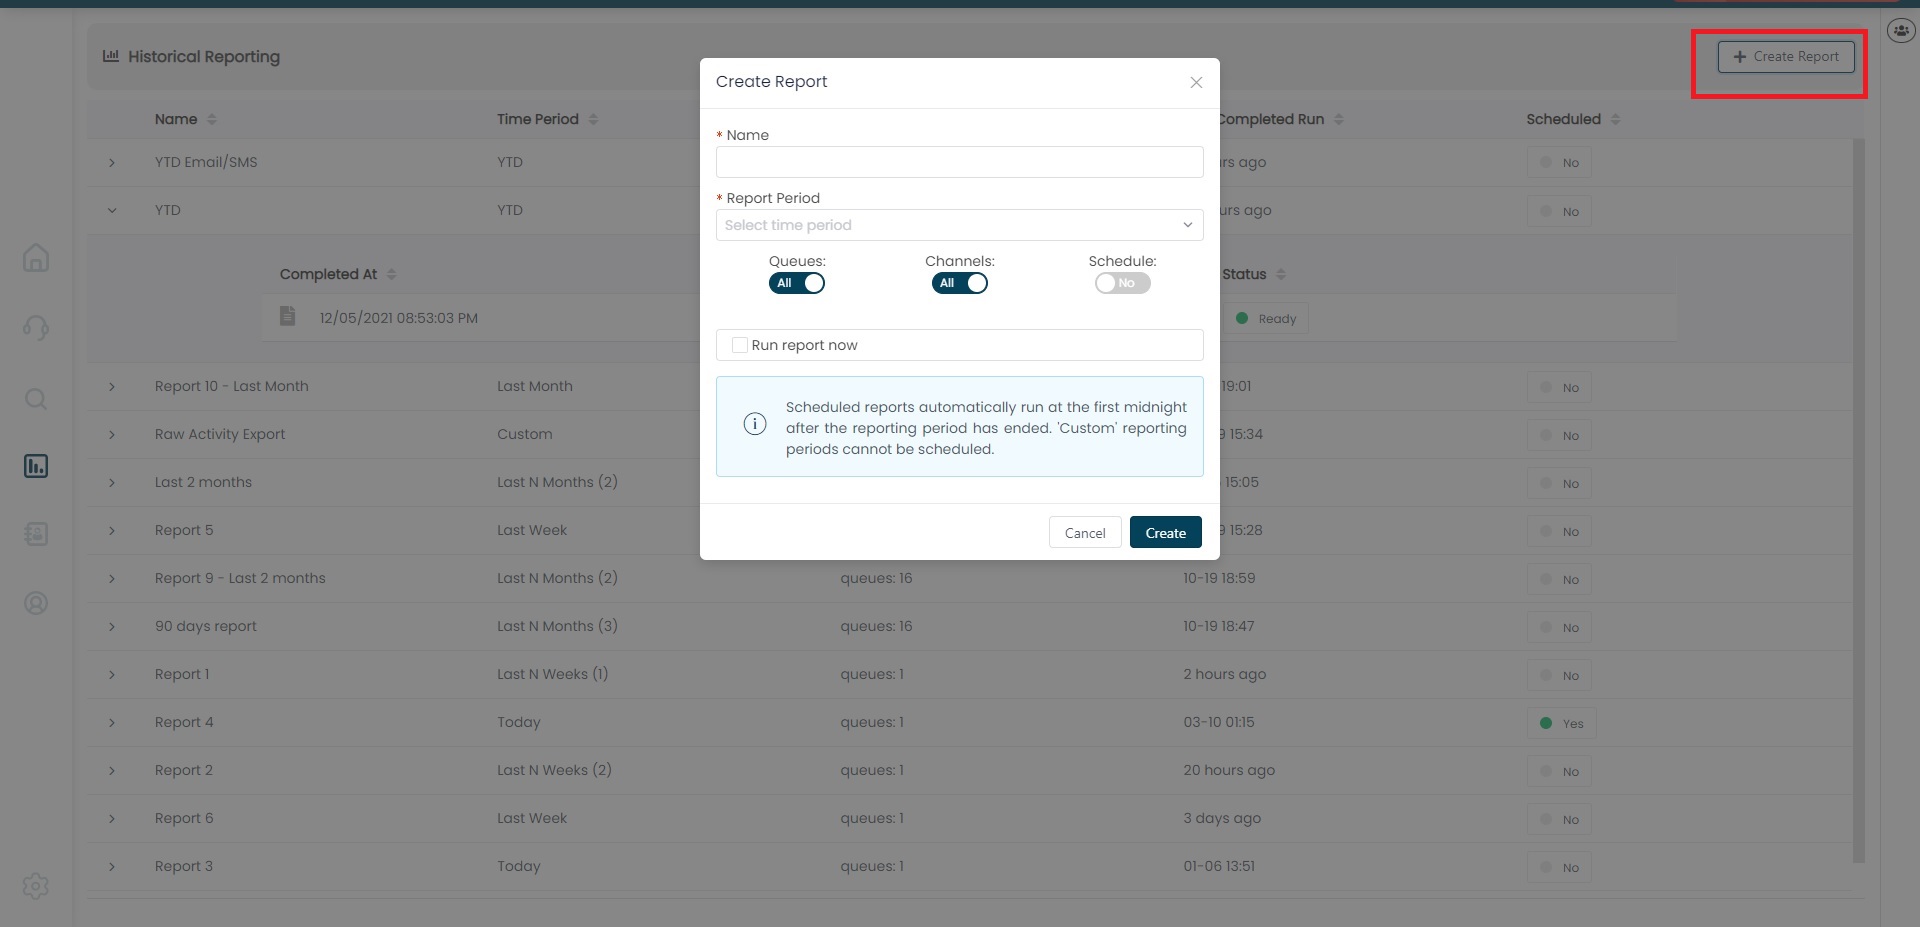 Historical Reporting
+ Create Report
Name
Time Period
Completed Run
Scheduled
YTD Email/SMS
YTD
rs ago
No
YTD
YTD
urs ago
No
Completed At
Status
12/05/2021 08:53:03 PM
Ready
Report 10 - Last Month
Last Month
19:01
No
Raw Activity Export
Custom
9 15:34
No
Last 2 months
Last N Months (2)
15:05
No
Report 5
Last Week
9 15:28
No
Report 9 - Last 2 months
Last N Months (2)
queues: 16
10-19 18:59
No
90 days report
Last N Months (3)
queues: 16
10-19 18:47
No
Report 1
Last N Weeks (1)
queues: 1
2 hours ago
No
Report 4
Today
queues: 1
03-10 01:15
Yes
Report 2
Last N Weeks (2)
queues: 1
20 hours ago
No
Report 6
Last Week
queues: 1
3 days ago
No
Report 3
Today
queues: 1
01-06 13:51
No
Create Report
* Name
* Report Period
Select time period
Queues:
Channels:
Schedule:
All
All
No
Run report now
Scheduled reports automatically run at the first midnight
after the reporting period has ended. 'Custom' reporting
periods cannot be scheduled.
Cancel
Create